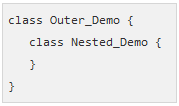 class Outer_Demo {
   class Nested_Demo {
   }
}